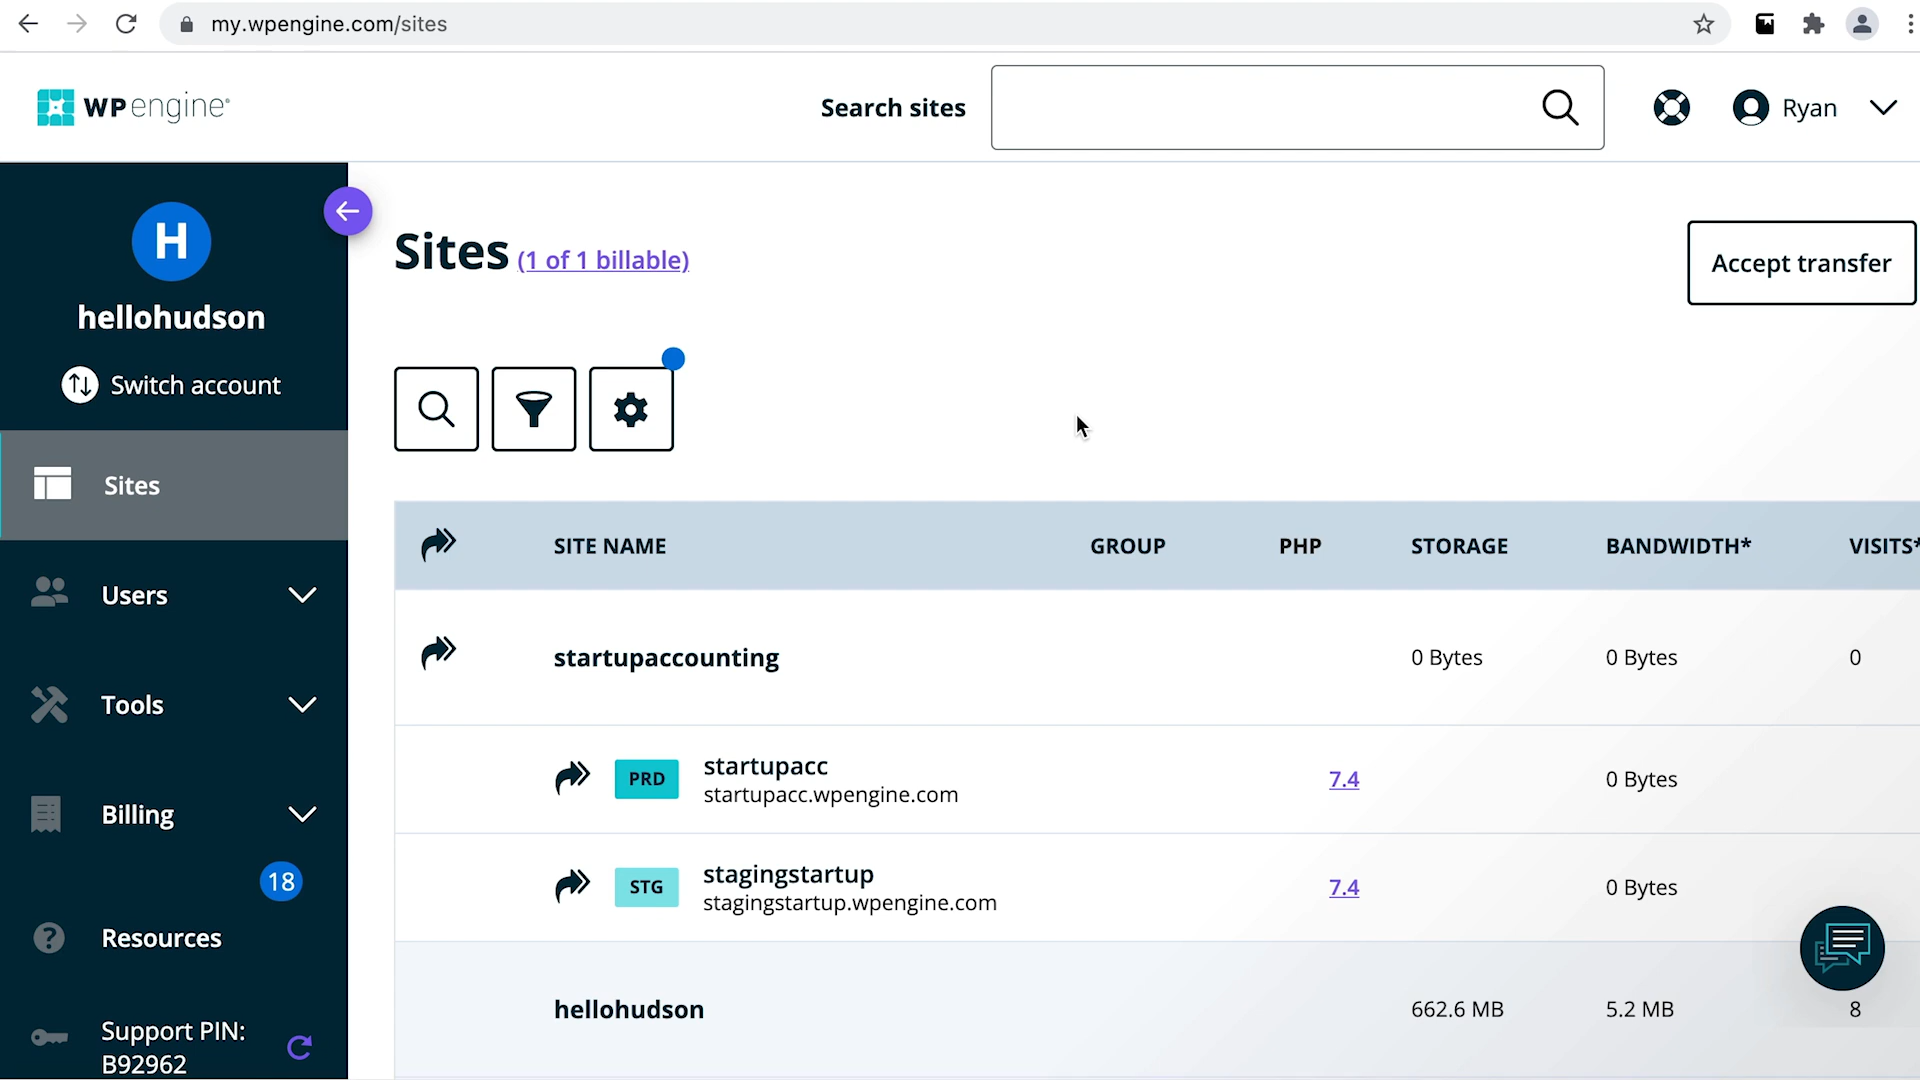 my.wpengine.com/sites
WP engine
Search sites
Ryan
H
hellohudson
Switch account
Sites
Users
Tools
Billing
18
Resources
Support PIN:
B92962
Sites (1 of 1 billable)
Accept transfer
SITE NAME GROUP PHP STORAGE BANDWIDTH* VISITS*
startupaccounting 0 Bytes 0 Bytes 0
PRD startupacc 7.4 0 Bytes
startupacc.wpengine.com
STG stagingstartup 7.4 0 Bytes
stagingstartup.wpengine.com
hellohudson 662.6 MB 5.2 MB 8